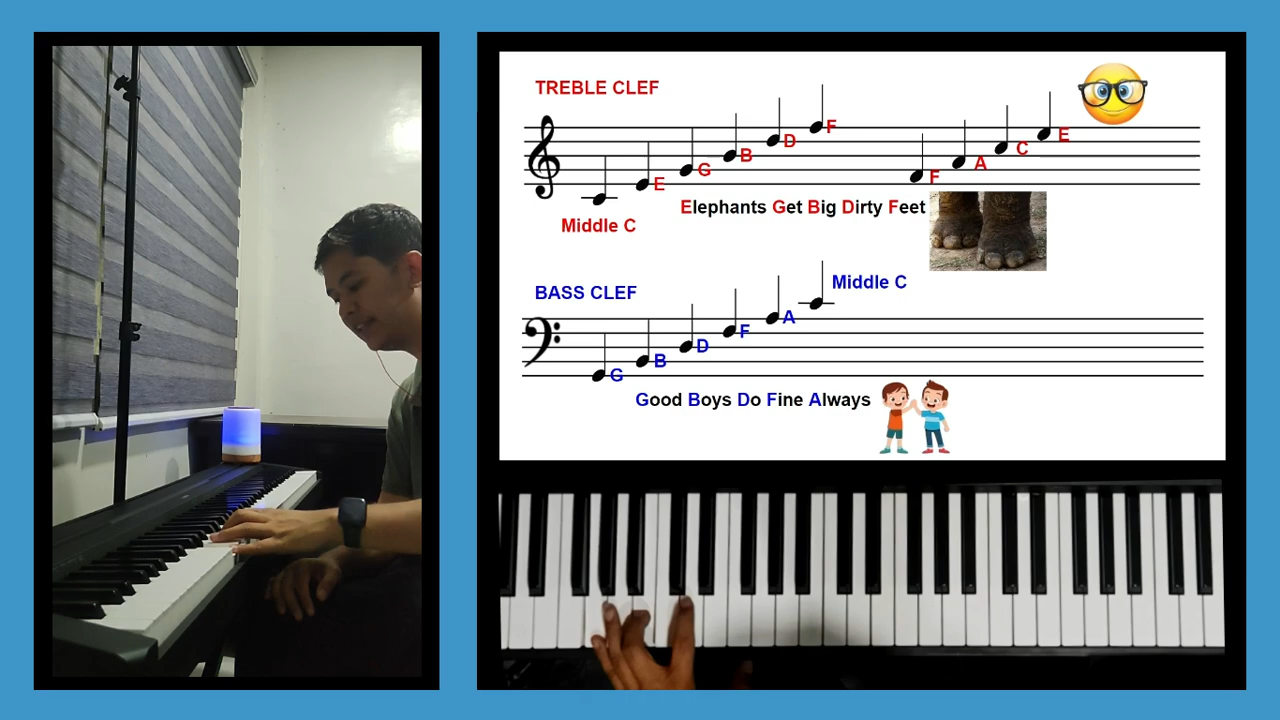 TREBLE CLEF
E G B D F F A C E
Middle C
Elephants Get Big Dirty Feet
BASS CLEF
Middle C
G B D F A
Good Boys Do Fine Always